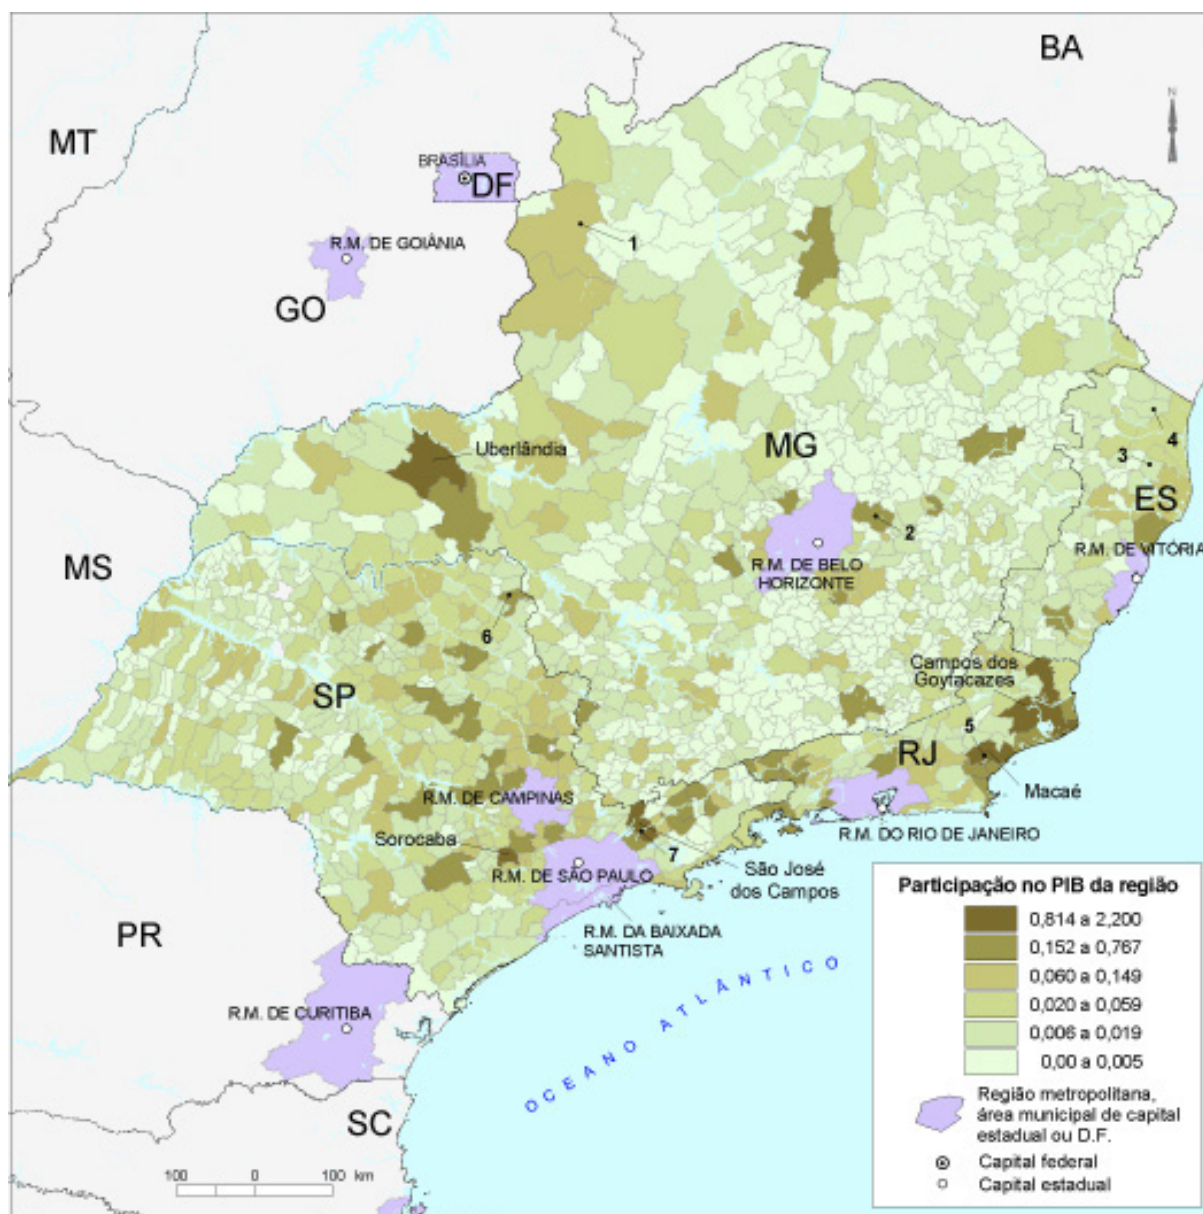 BA
MT
N
BRASÍLIA
DF
R.M. DE GOIÂNIA
1
GO
Uberlândia
MG
4
3
ES
2
MS
R.M. DE VITÓRIA
R.M. DE BELO
HORIZONTE
6
Campos dos
Goytacazes
SP
5
RJ
Macaé
R.M. DE CAMPINAS
R.M. DO RIO DE JANEIRO
Sorocaba
7
São José
dos Campos
R.M. DE SÃO PAULO
R.M. DA BAIXADA
SANTISTA
PR
OCEANO ATLÂNTICO
R.M. DE CURITIBA
SC
100 0 100 km
Participação no PIB da região
0,814 a 2,200
0,152 a 0,767
0,060 a 0,149
0,020 a 0,059
0,006 a 0,019
0,00 a 0,005
Região metropolitana,
área municipal de capital
estadual ou D.F.
Capital federal
Capital estadual